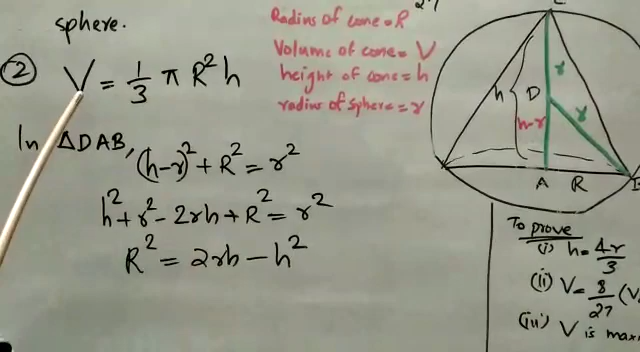 sphere.
Radius of cone = R
Volume of cone = V
height of cone = h
radius of sphere = r
② V = 1/3 π R² h
In ΔDAB,
(h-r)² + R² = r²
h² + r² - 2rh + R² = r²
R² = 2rh - h²
h
r
D
r
h-r
A
R
B
To prove
(i) h = 4r/3
(ii) V = 8/27 (V
(iii) V is max